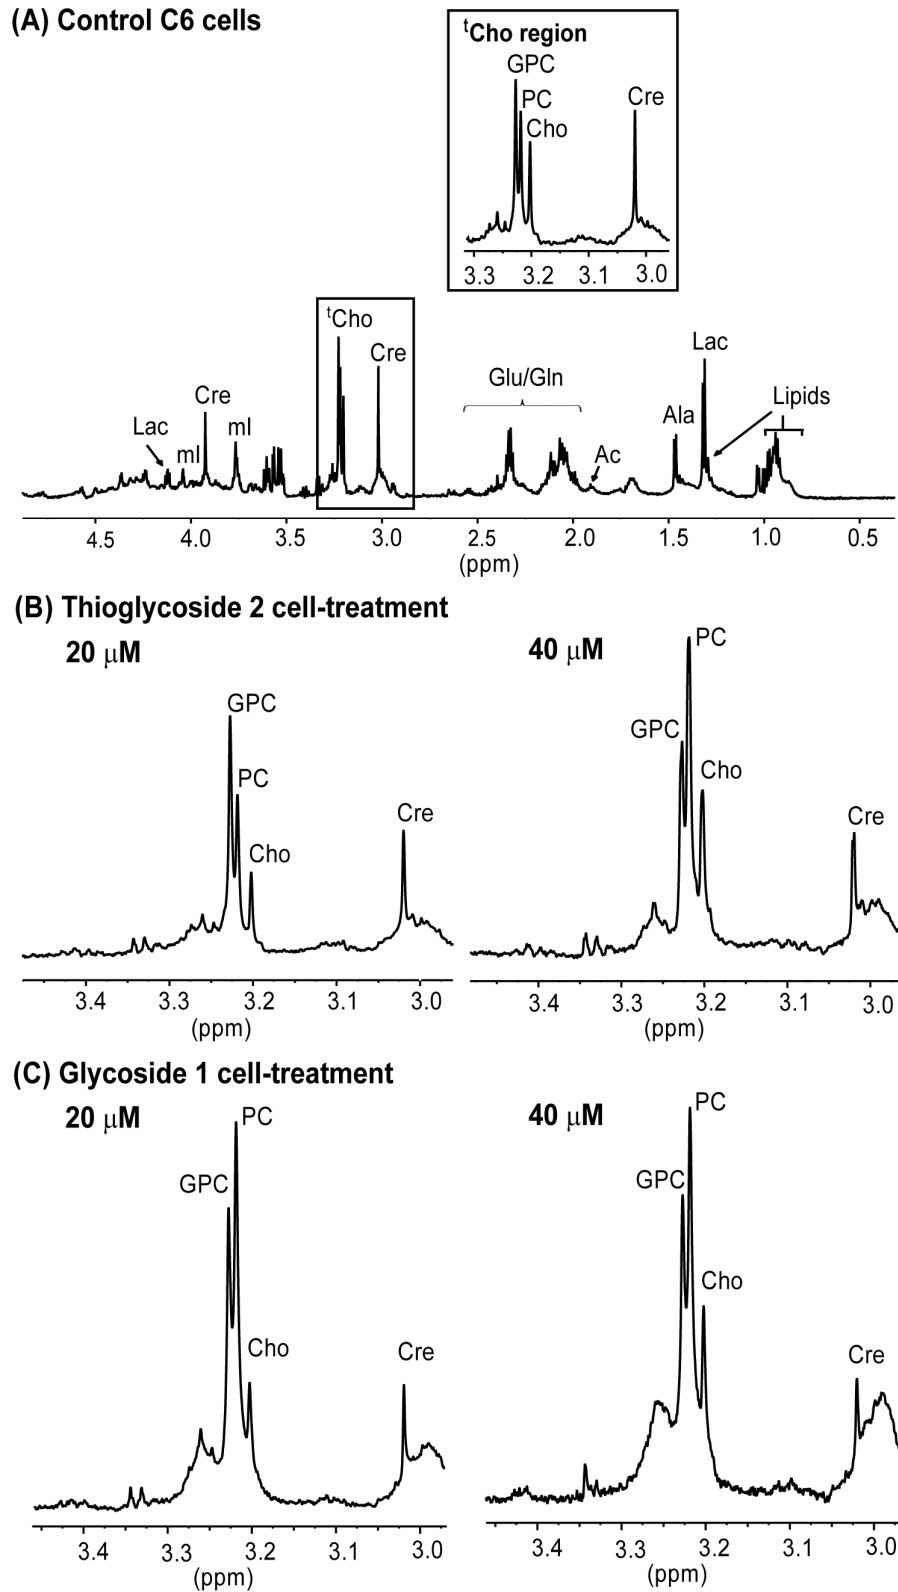 (A) Control C6 cells
tCho region
GPC
PC
Cho
Cre
3.3 3.2 3.1 3.0
tCho
Cre
Lac
mI
Cre
mI
Glu/Gln
Ac
Ala
Lac
Lipids
4.5 4.0 3.5 3.0 2.5 2.0 1.5 1.0 0.5
(ppm)
(B) Thioglycoside 2 cell-treatment
20 μM
GPC
PC
Cho
Cre
3.4 3.3 3.2 3.1 3.0
(ppm)
40 μM
PC
GPC
Cho
Cre
3.4 3.3 3.2 3.1 3.0
(ppm)
(C) Glycoside 1 cell-treatment
20 μM
PC
GPC
Cho
Cre
3.4 3.3 3.2 3.1 3.0
(ppm)
40 μM
PC
GPC
Cho
Cre
3.4 3.3 3.2 3.1 3.0
(ppm)